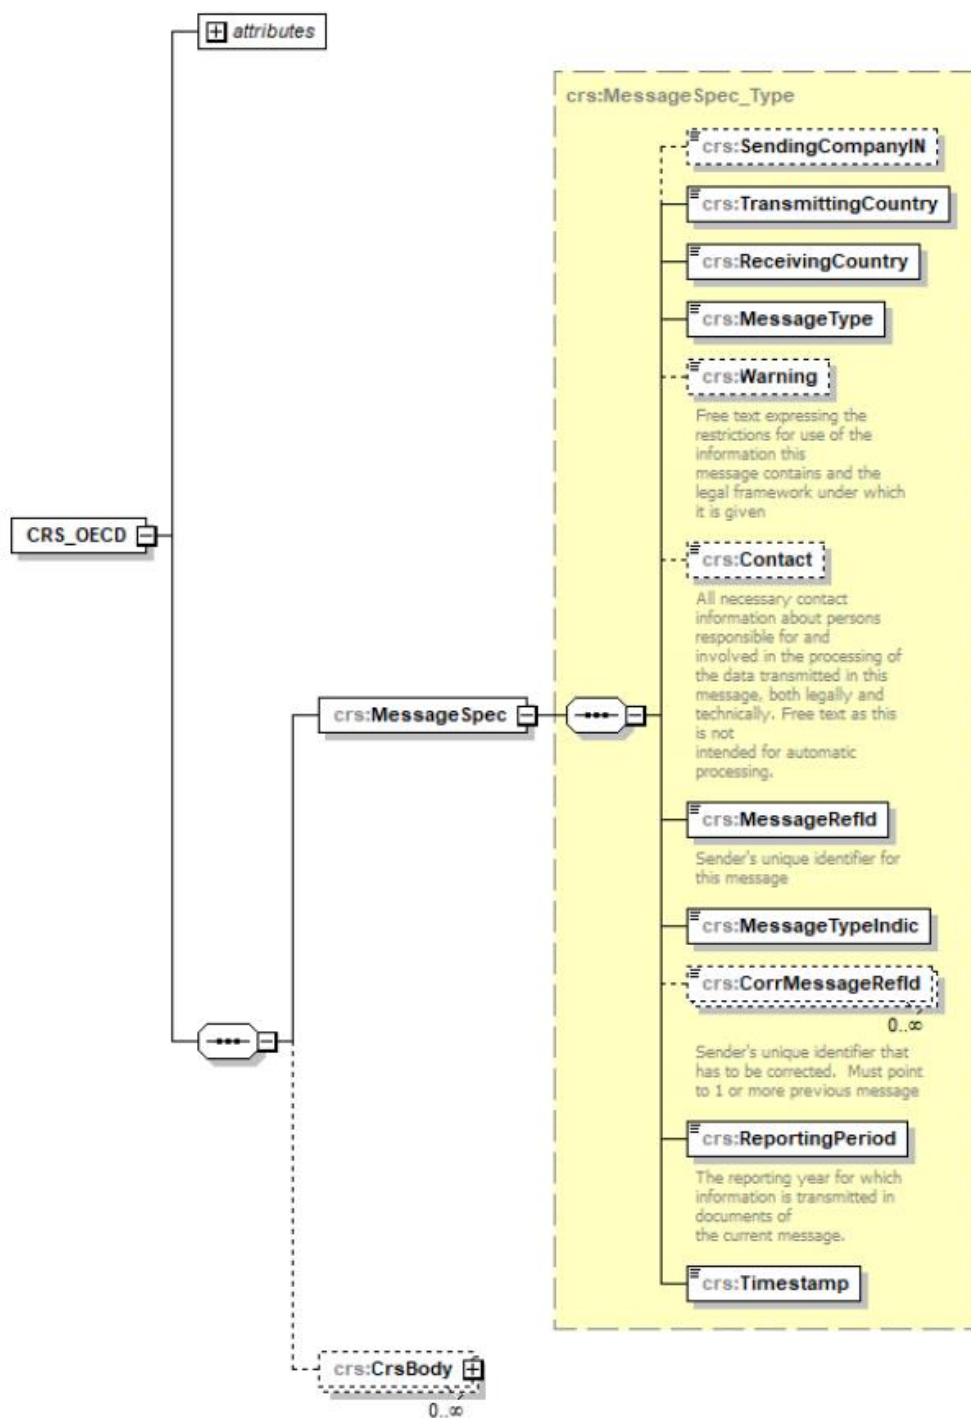 attributes
crs:MessageSpec_Type
crs:SendingCompanyIN
crs:TransmittingCountry
crs:ReceivingCountry
crs:MessageType
crs:Warning
Free text expressing the
restrictions for use of the
information this
message contains and the
legal framework under which
it is given
CRS_OECD
crs:Contact
All necessary contact
information about persons
responsible for and
involved in the processing of
the data transmitted in this
message, both legally and
technically. Free text as this
is not
intended for automatic
processing.
crs:MessageSpec
crs:MessageRefId
Sender's unique identifier for
this message
crs:MessageTypeIndic
crs:CorrMessageRefId
0..∞
Sender's unique identifier that
has to be corrected.  Must point
to 1 or more previous message
crs:ReportingPeriod
The reporting year for which
information is transmitted in
documents of
the current message.
crs:Timestamp
crs:CrsBody
0..∞